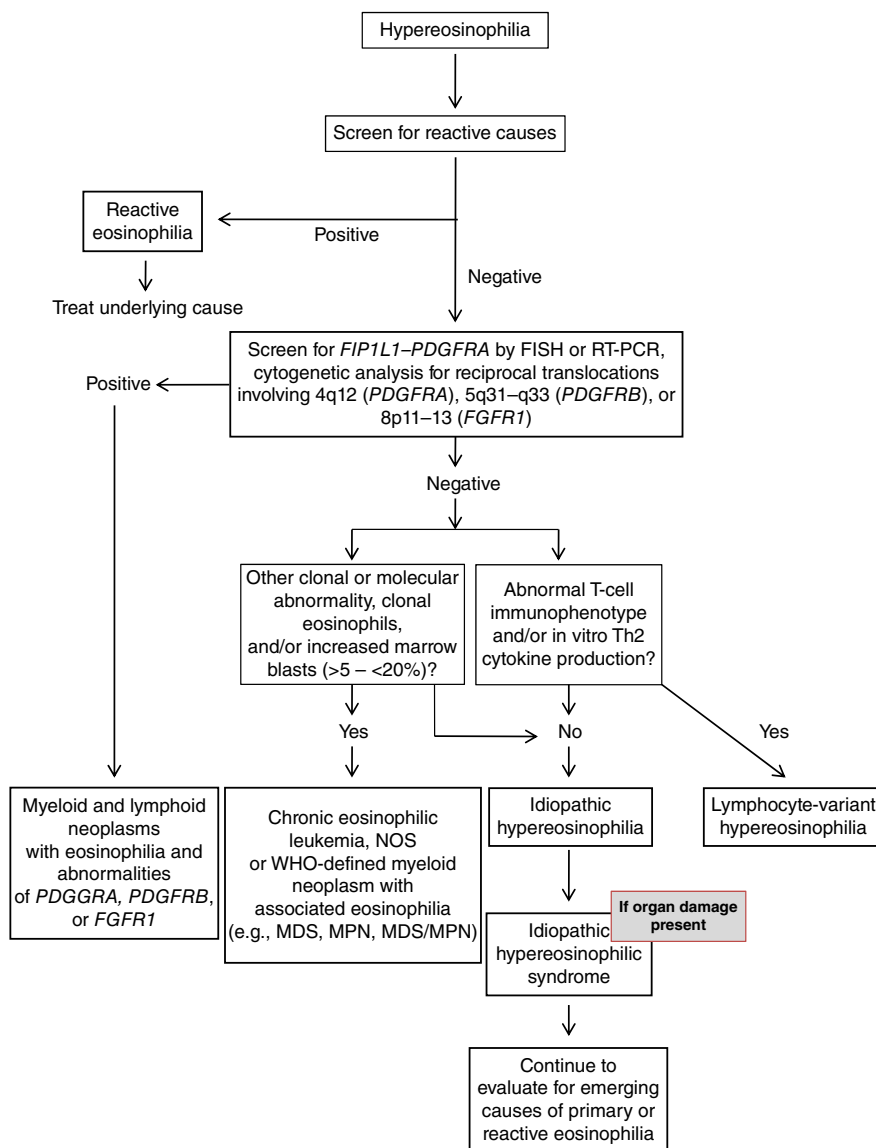 Hypereosinophilia
Screen for reactive causes
Reactive
eosinophilia
Positive
Negative
Treat underlying cause
Screen for FIP1L1–PDGFRA by FISH or RT-PCR,
cytogenetic analysis for reciprocal translocations
involving 4q12 (PDGFRA), 5q31–q33 (PDGFRB), or
8p11–13 (FGFR1)
Positive
Negative
Other clonal or molecular
abnormality, clonal
eosinophils,
and/or increased marrow
blasts (>5 – <20%)?
Abnormal T-cell
immunophenotype
and/or in vitro Th2
cytokine production?
Yes
No
Yes
Myeloid and lymphoid
neoplasms
with eosinophilia and
abnormalities
of PDGGRA, PDGFRB,
or FGFR1
Chronic eosinophilic
leukemia, NOS
or WHO-defined myeloid
neoplasm with
associated eosinophilia
(e.g., MDS, MPN, MDS/MPN)
Idiopathic
hypereosinophilia
Lymphocyte-variant
hypereosinophilia
If organ damage
present
Idiopathic
hypereosinophilic
syndrome
Continue to
evaluate for emerging
causes of primary or
reactive eosinophilia